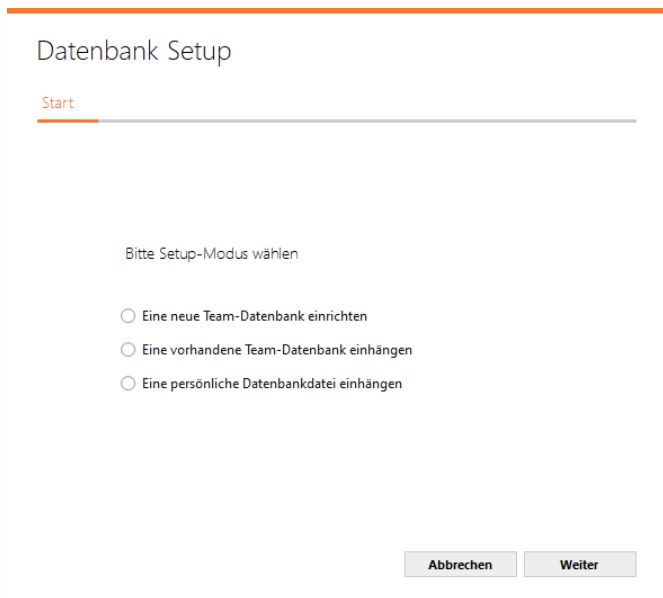 Datenbank Setup
Start
Bitte Setup-Modus wählen
Eine neue Team-Datenbank einrichten
Eine vorhandene Team-Datenbank einhängen
Eine persönliche Datenbankdatei einhängen
Abbrechen Weiter